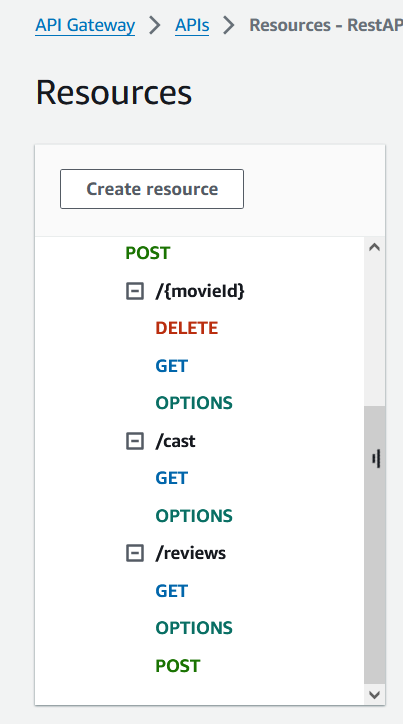 API Gateway > APIs > Resources - RestAP
Resources
Create resource
POST
/{movieId}
DELETE
GET
OPTIONS
/cast
GET
OPTIONS
/reviews
GET
OPTIONS
POST